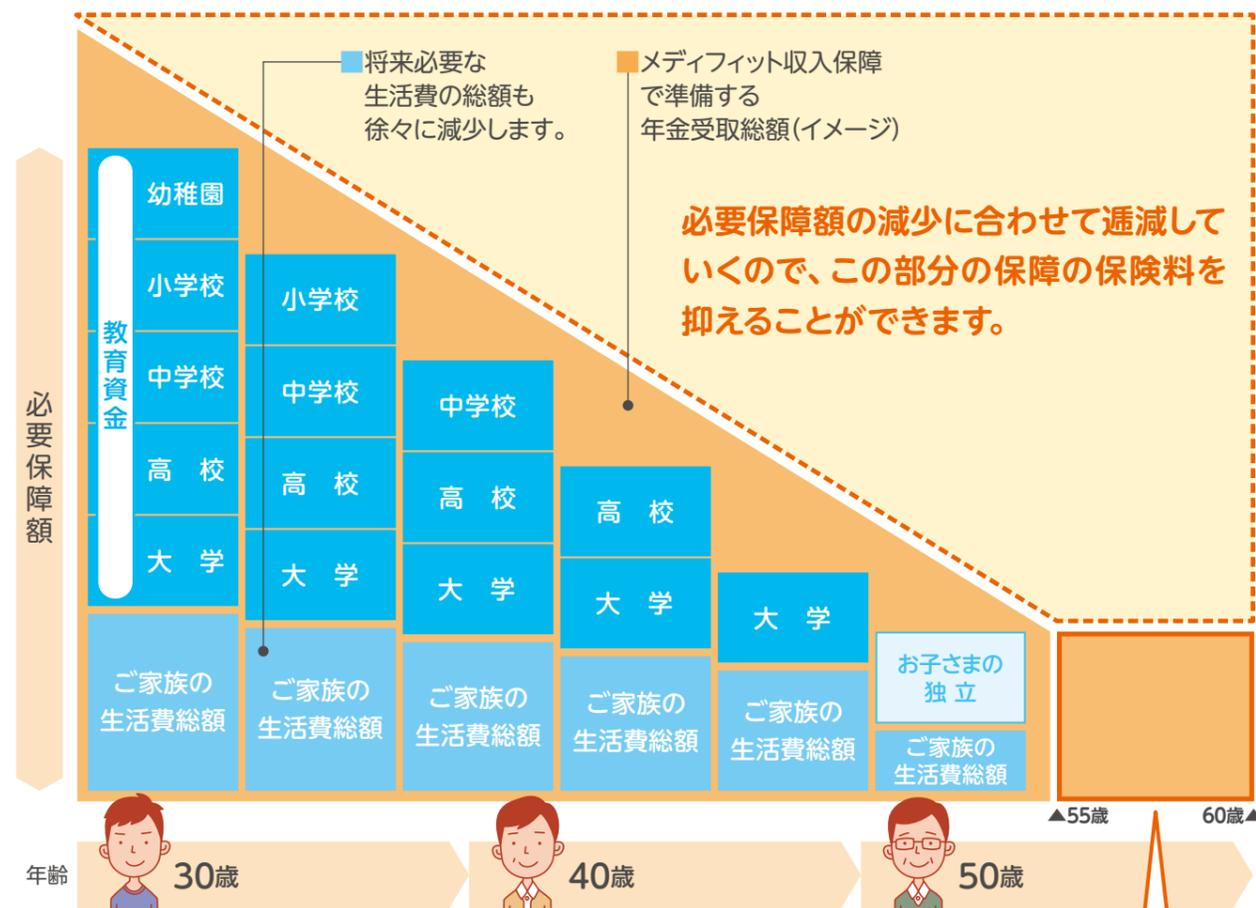 将来必要な
生活費の総額も
徐々に減少します。
メディフィット収入保障
で準備する
年金受取総額(イメージ)
必要保障額の減少に合わせて逓減して
いくので、この部分の保障の保険料を
抑えることができます。
必要保障額
教育資金
幼稚園
小学校
中学校
高 校
大 学
ご家族の
生活費総額
小学校
中学校
高 校
大 学
ご家族の
生活費総額
中学校
高 校
大 学
ご家族の
生活費総額
高 校
大 学
ご家族の
生活費総額
大 学
ご家族の
生活費総額
お子さまの
独 立
ご家族の
生活費総額
▲55歳
60歳▲
年齢
30歳
40歳
50歳